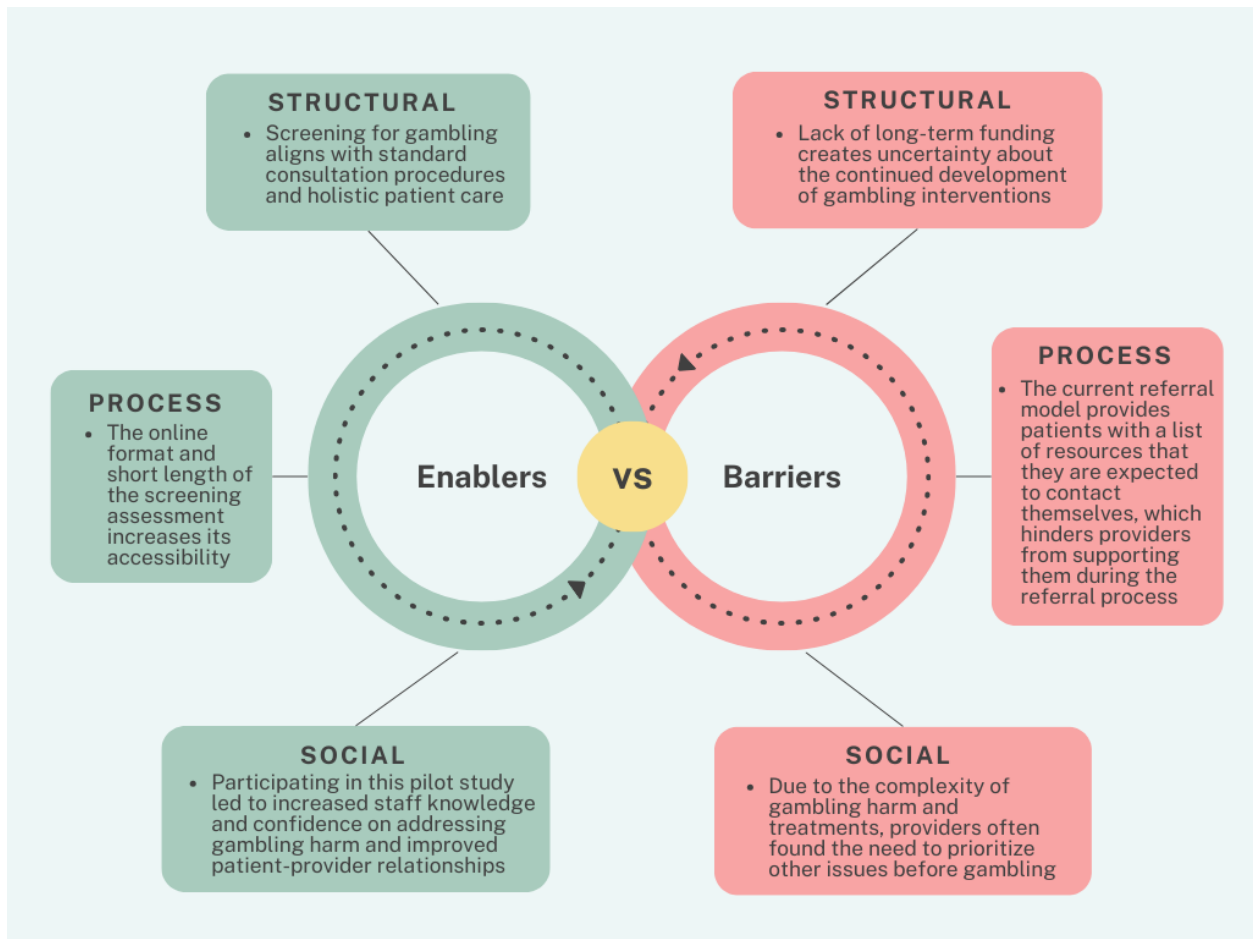 STRUCTURAL
• Screening for gambling
aligns with standard
consultation procedures
and holistic patient care
STRUCTURAL
• Lack of long-term funding
creates uncertainty about
the continued development
of gambling interventions
PROCESS
• The online
format and
short length of
the screening
assessment
increases its
accessibility
Enablers
vs
Barriers
PROCESS
• The current referral
model provides
patients with a list
of resources that
they are expected
to contact
themselves, which
hinders providers
from supporting
them during the
referral process
SOCIAL
• Participating in this pilot study
led to increased staff knowledge
and confidence on addressing
gambling harm and improved
patient-provider relationships
SOCIAL
• Due to the complexity of
gambling harm and
treatments, providers often
found the need to prioritize
other issues before gambling